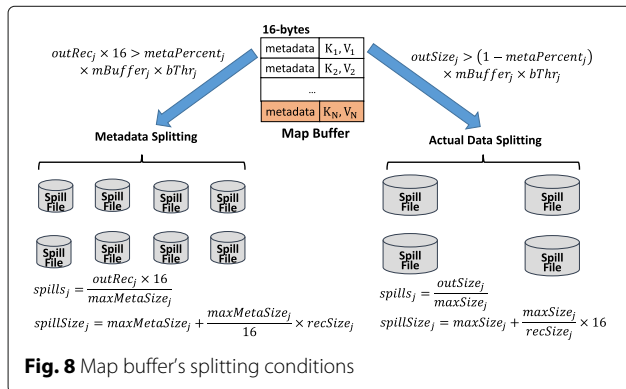 16-bytes
outRec_j × 16 > metaPercent_j
× mBuffer_j × bThr_j
metadata K_1, V_1
metadata K_2, V_2
...
metadata K_N, V_N
Map Buffer
outSize_j > (1 − metaPercent_j)
× mBuffer_j × bThr_j
Metadata Splitting
Spill File Spill File Spill File Spill File
Spill File Spill File Spill File Spill File
spills_j = outRec_j × 16 / maxMetaSize_j
spillSize_j = maxMetaSize_j + maxMetaSize_j / 16 × recSize_j
Actual Data Splitting
Spill File Spill File
Spill File Spill File
spills_j = outSize_j / maxSize_j
spillSize_j = maxSize_j + maxSize_j / recSize_j × 16
Fig. 8 Map buffer's splitting conditions